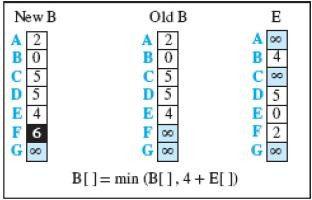 New B Old B E
A 2 A 2 A ∞
B 0 B 0 B 4
C 5 C 5 C ∞
D 5 D 5 D 5
E 4 E 4 E 0
F 6 F ∞ F 2
G ∞ G ∞ G ∞
B[ ] = min (B[ ] , 4 + E[ ])